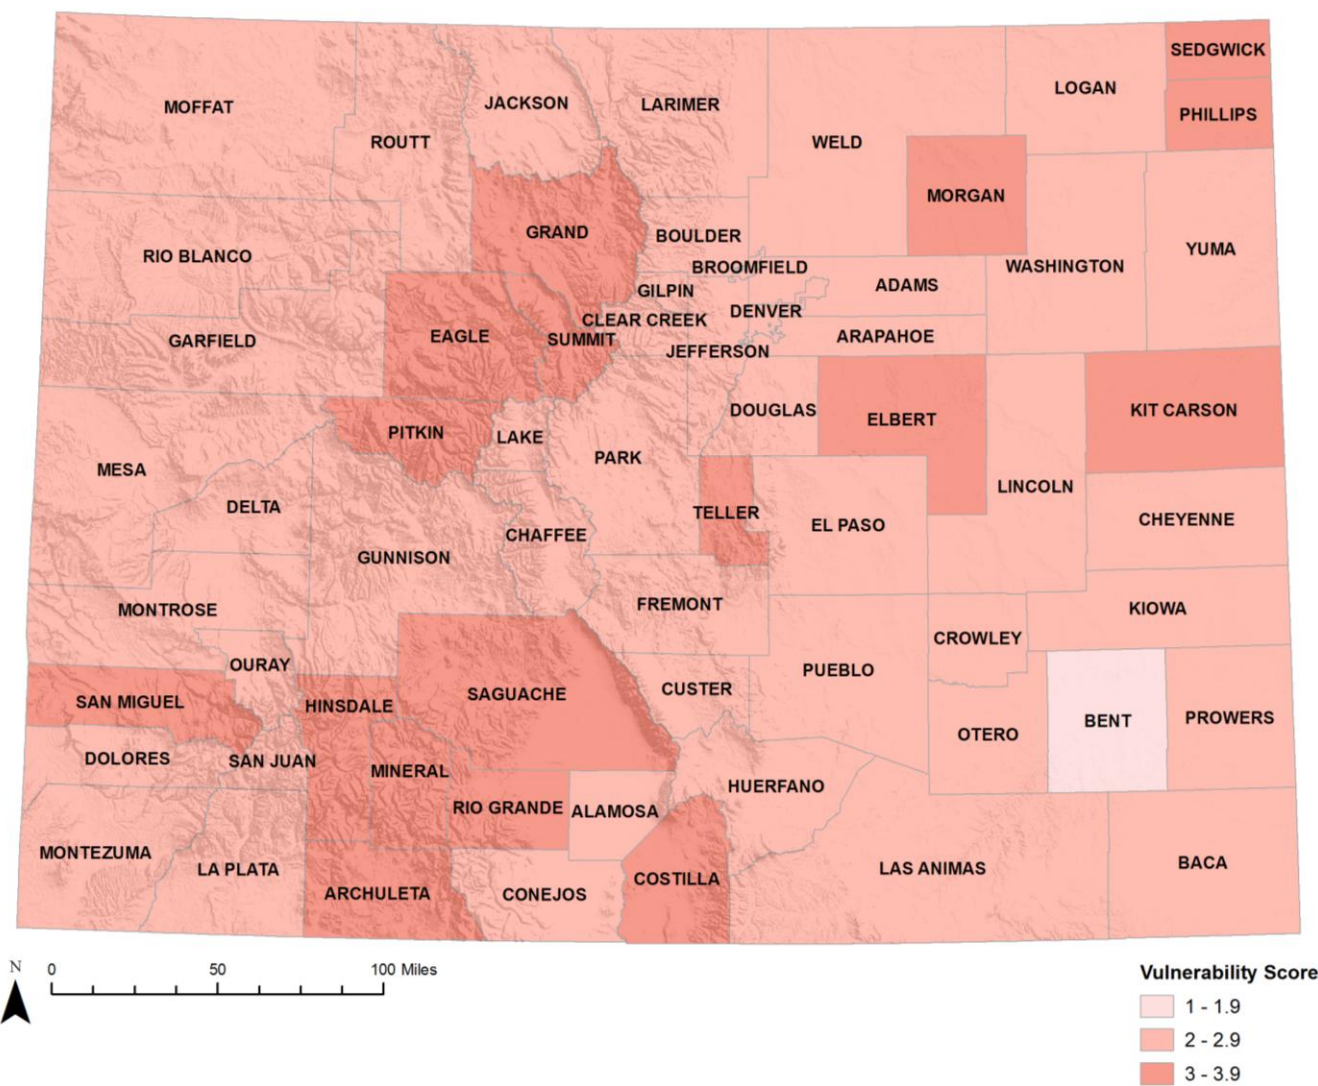 SEDGWICK
LOGAN
JACKSON
LARIMER
MOFFAT
PHILLIPS
ROUTT
WELD
MORGAN
GRAND
BOULDER
YUMA
RIO BLANCO
BROOMFIELD
WASHINGTON
GILPIN
ADAMS
DENVER
CLEAR CREEK
EAGLE
SUMMIT
ARAPAHOE
GARFIELD
JEFFERSON
DOUGLAS
KIT CARSON
ELBERT
PITKIN
LAKE
PARK
MESA
LINCOLN
DELTA
TELLER
CHEYENNE
EL PASO
CHAFFEE
GUNNISON
FREMONT
KIOWA
MONTROSE
CROWLEY
OURAY
PUEBLO
CUSTER
SAGUACHE
SAN MIGUEL
HINSDALE
BENT
PROWERS
OTERO
DOLORES
SAN JUAN
MINERAL
HUERFANO
RIO GRANDE
ALAMOSA
MONTEZUMA
LA PLATA
LAS ANIMAS
BACA
COSTILLA
ARCHULETA
CONEJOS
N
0 50 100 Miles
Vulnerability Score
1 - 1.9
2 - 2.9
3 - 3.9